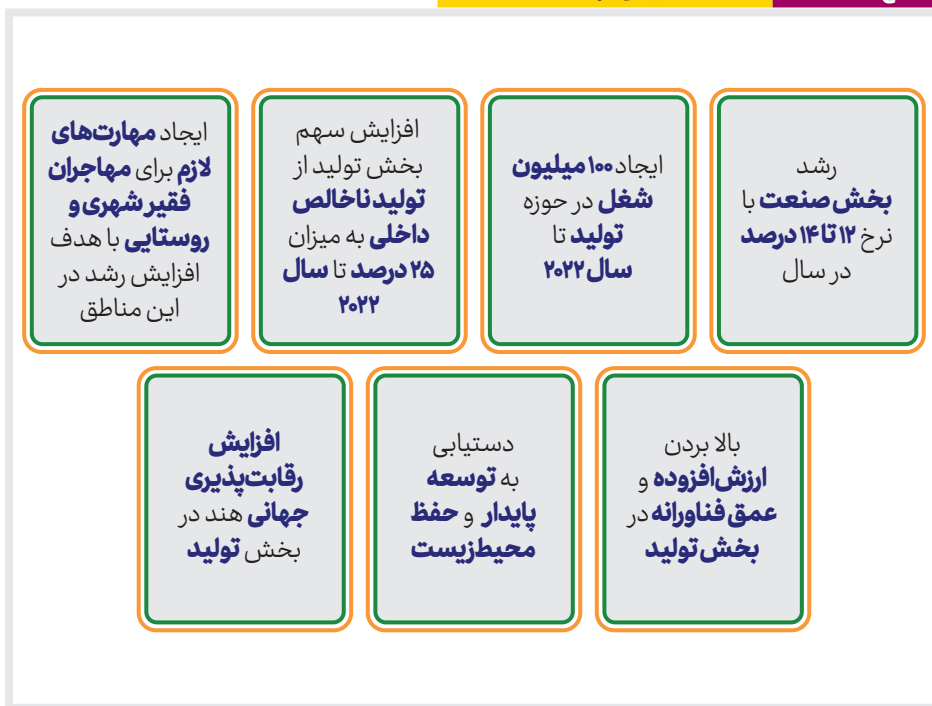 رشد
بخش صنعت با
نرخ ۱۲ تا ۱۴ درصد
در سال
ایجاد ۱۰۰ میلیون
شغل در حوزه
تولید تا
سال ۲۰۲۲
افزایش سهم
بخش تولید از
تولید ناخالص
داخلی به میزان
۲۵ درصد تا سال
۲۰۲۲
ایجاد مهارت‌های
لازم برای مهاجران
فقیر شهری و
روستایی با هدف
افزایش رشد در
این مناطق
بالا بردن
ارزش افزوده و
عمق فناورانه در
بخش تولید
دستیابی
به توسعه
پایدار و حفظ
محیط‌زیست
افزایش
رقابت‌پذیری
جهانی هند در
بخش تولید